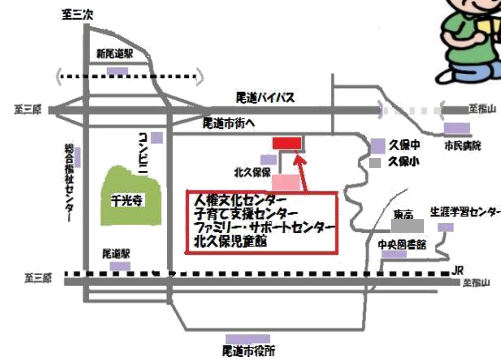 至三次
新尾道駅
至三原
尾道バイパス
至福山
尾道市街へ
コンビニ
総合福祉センター
北久保保
久保中
久保小
市民病院
千光寺
人権文化センター
子育て支援センター
ファミリー・サポートセンター
北久保児童館
東高
生涯学習センター
中央図書館
尾道駅
JR
至三原
至福山
尾道市役所